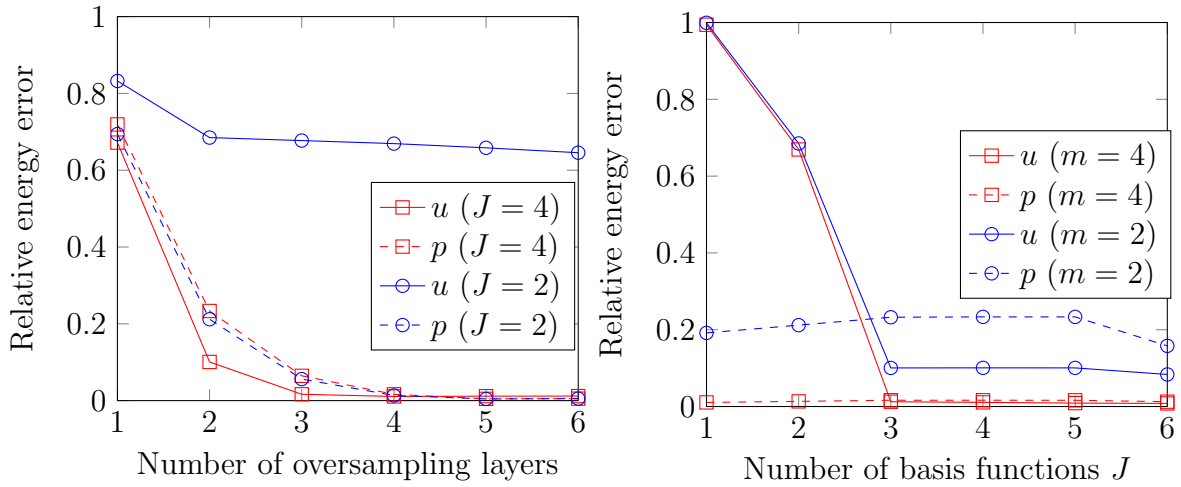 Relative energy error
1
0.8
0.6
0.4
0.2
0
1 2 3 4 5 6
Number of oversampling layers
u (J = 4)
p (J = 4)
u (J = 2)
p (J = 2)
Relative energy error
1
0.8
0.6
0.4
0.2
0
1 2 3 4 5 6
Number of basis functions J
u (m = 4)
p (m = 4)
u (m = 2)
p (m = 2)